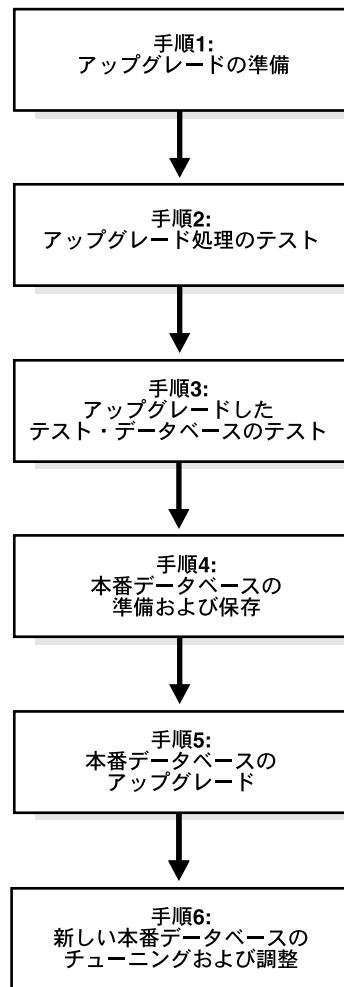 手順1:
アップグレードの準備
手順2:
アップグレード処理のテスト
手順3:
アップグレードした
テスト・データベースのテスト
手順4:
本番データベースの
準備および保存
手順5:
本番データベースの
アップグレード
手順6:
新しい本番データベースの
チューニングおよび調整